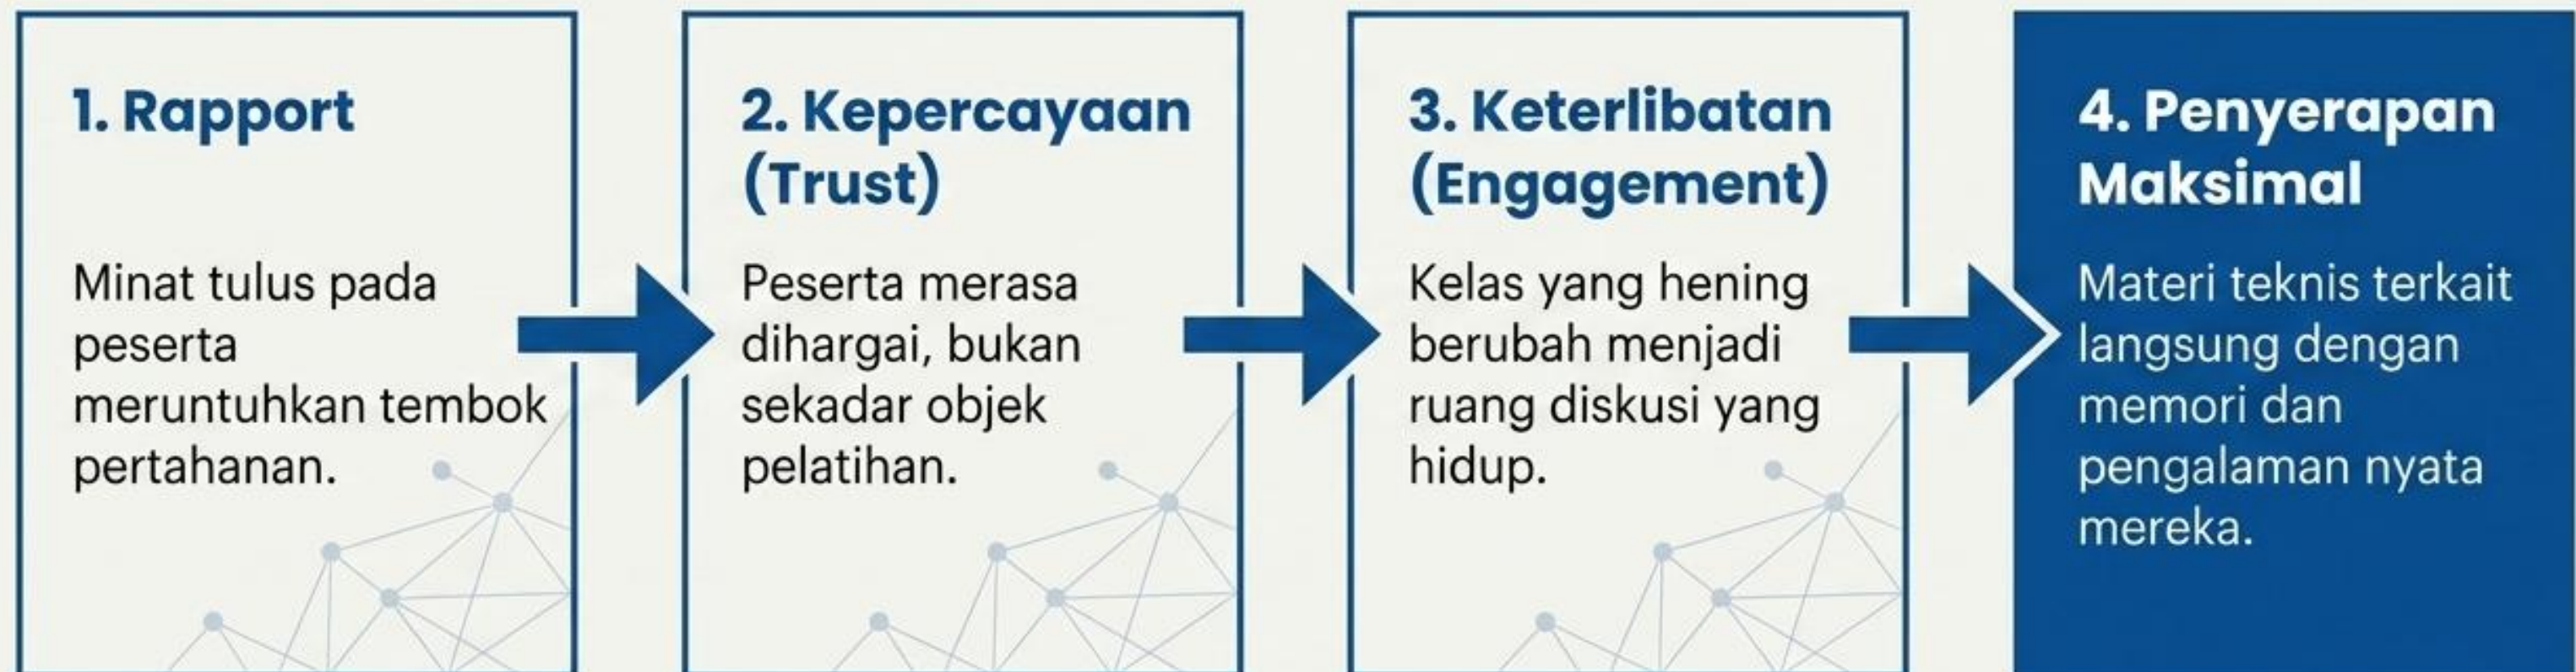 1. Rapport
Minat tulus pada
peserta
meruntuhkan tembok
pertahanan.
2. Kepercayaan
(Trust)
Peserta merasa
dihargai, bukan
sekadar objek
pelatihan.
3. Keterlibatan
(Engagement)
Kelas yang hening
berubah menjadi
ruang diskusi yang
hidup.
4. Penyerapan
Maksimal
Materi teknis terkait
langsung dengan
memori dan
pengalaman nyata
mereka.